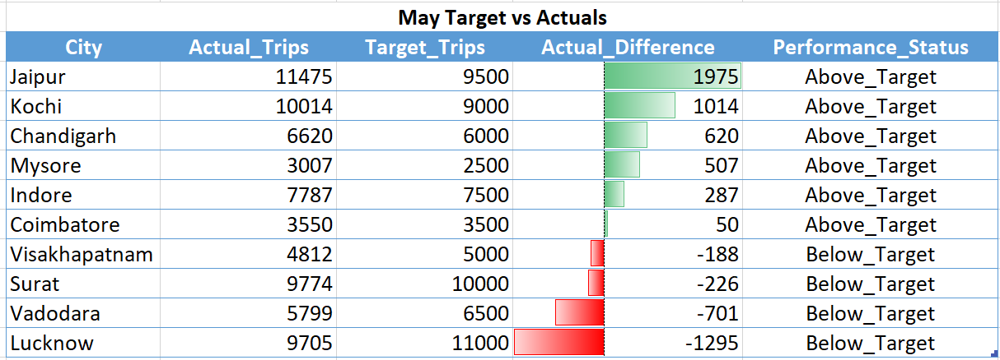 May Target vs Actuals
City Actual_Trips Target_Trips Actual_Difference Performance_Status
Jaipur 11475 9500 1975 Above_Target
Kochi 10014 9000 1014 Above_Target
Chandigarh 6620 6000 620 Above_Target
Mysore 3007 2500 507 Above_Target
Indore 7787 7500 287 Above_Target
Coimbatore 3550 3500 50 Above_Target
Visakhapatnam 4812 5000 -188 Below_Target
Surat 9774 10000 -226 Below_Target
Vadodara 5799 6500 -701 Below_Target
Lucknow 9705 11000 -1295 Below_Target